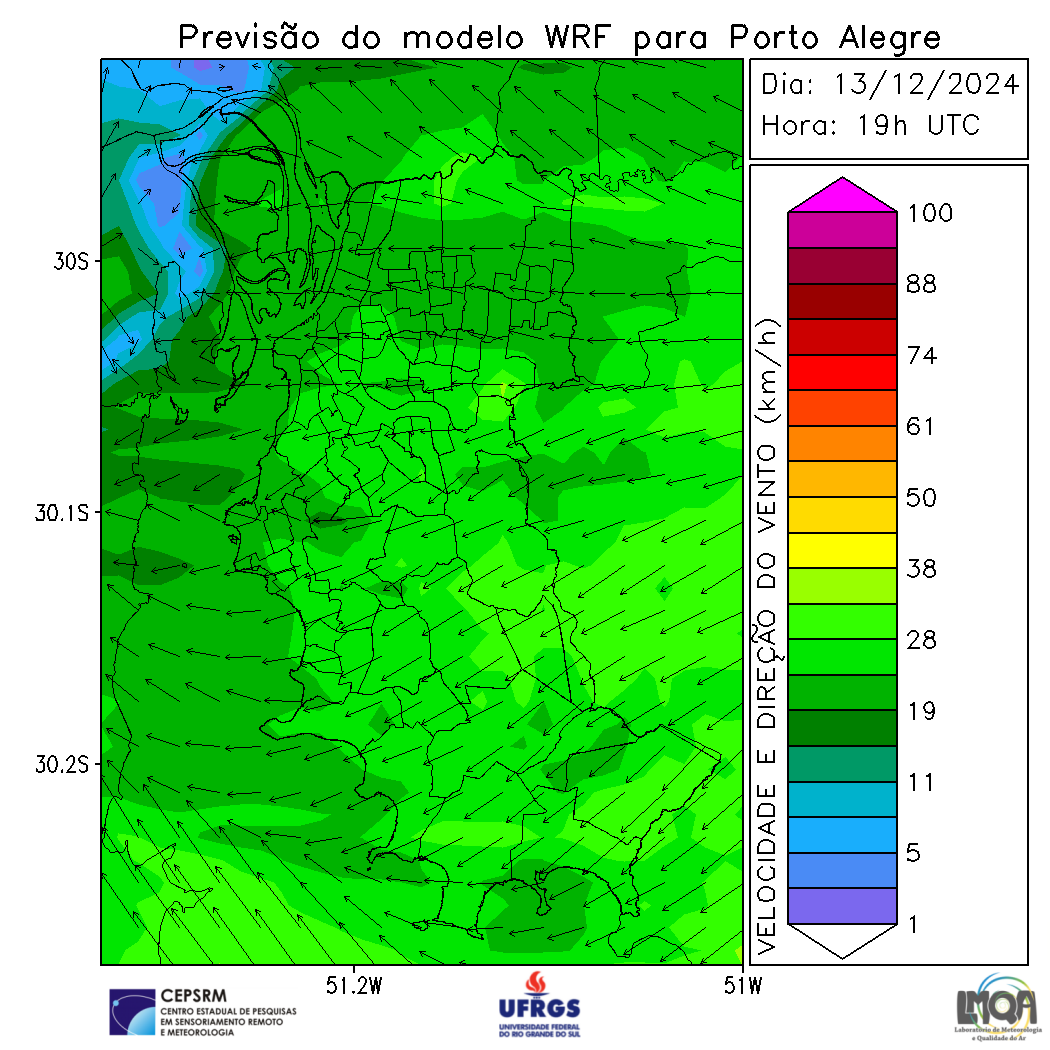 Previsão do modelo WRF para Porto Alegre
Dia: 13/12/2024
Hora: 19h UTC
30S
30.1S
30.2S
51.2W
51W
VELOCIDADE E DIREÇÃO DO VENTO (km/h)
100
88
74
61
50
38
28
19
11
5
1
CEPSRM
CENTRO ESTADUAL DE PESQUISAS
EM SENSORIAMENTO REMOTO
E METEOROLOGIA
UFRGS
UNIVERSIDADE FEDERAL
DO RIO GRANDE DO SUL
LMQA
Laboratório de Meteorologia
e Qualidade do Ar